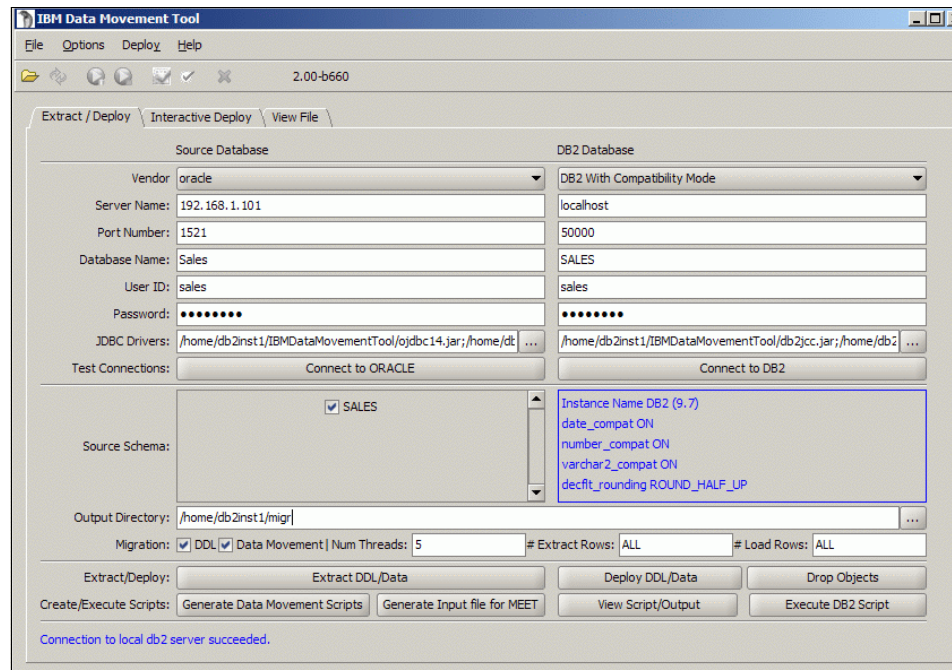 IBM Data Movement Tool
File Options Deploy Help
2.00-b660
Extract / Deploy Interactive Deploy View File
Source Database DB2 Database
Vendor oracle DB2 With Compatibility Mode
Server Name: 192.168.1.101 localhost
Port Number: 1521 50000
Database Name: Sales SALES
User ID: sales sales
Password: ●●●●●●●● ●●●●●●●●
JDBC Drivers: /home/db2inst1/IBMDataMovementTool/ojdbc14.jar;/home/db ... /home/db2inst1/IBMDataMovementTool/db2jcc.jar;/home/db2 ...
Test Connections: Connect to ORACLE Connect to DB2
Source Schema: SALES
Instance Name DB2 (9.7)
date_compat ON
number_compat ON
varchar2_compat ON
decflt_rounding ROUND_HALF_UP
Output Directory: /home/db2inst1/migr ...
Migration: DDL Data Movement | Num Threads: 5 # Extract Rows: ALL # Load Rows: ALL
Extract/Deploy: Extract DDL/Data Deploy DDL/Data Drop Objects
Create/Execute Scripts: Generate Data Movement Scripts Generate Input file for MEET View Script/Output Execute DB2 Script
Connection to local db2 server succeeded.